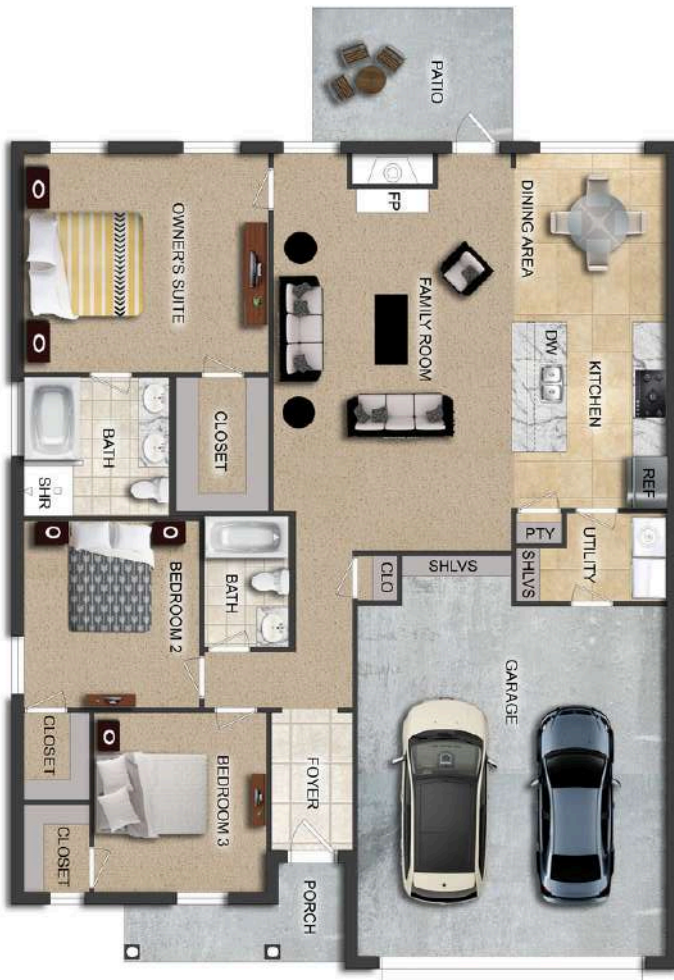 PATIO
OWNER'S SUITE
FP
DINING AREA
FAMILY ROOM
DW
KITCHEN
REF
CLOSET
BATH
SHR
PTY
UTILITY
SHLVS
SHLVS
CLO
BATH
BEDROOM 2
GARAGE
CLOSET
BEDROOM 3
FOYER
CLOSET
PORCH